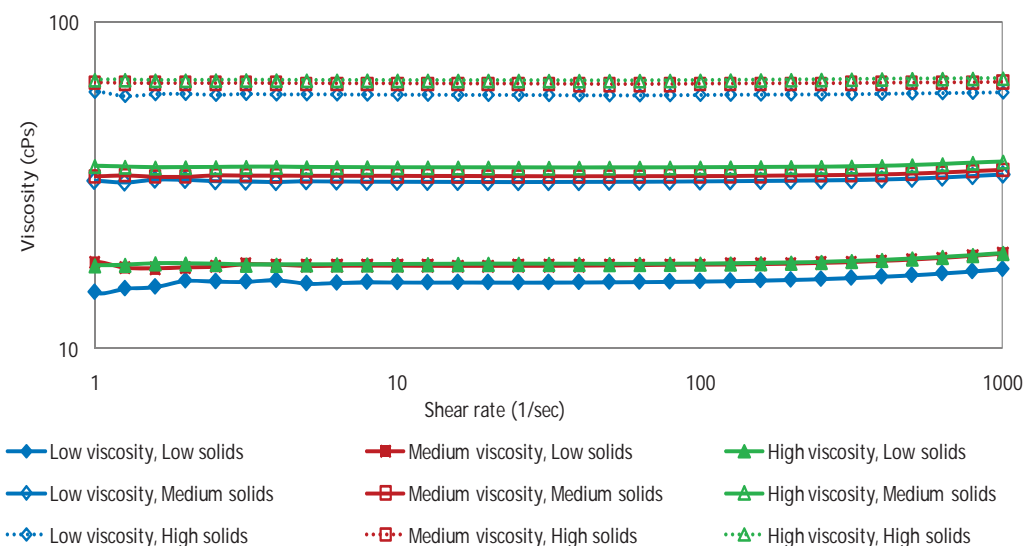 100
Viscosity (cPs)
10
1 10 100 1000
Shear rate (1/sec)
Low viscosity, Low solids Medium viscosity, Low solids High viscosity, Low solids
Low viscosity, Medium solids Medium viscosity, Medium solids High viscosity, Medium solids
Low viscosity, High solids Medium viscosity, High solids High viscosity, High solids